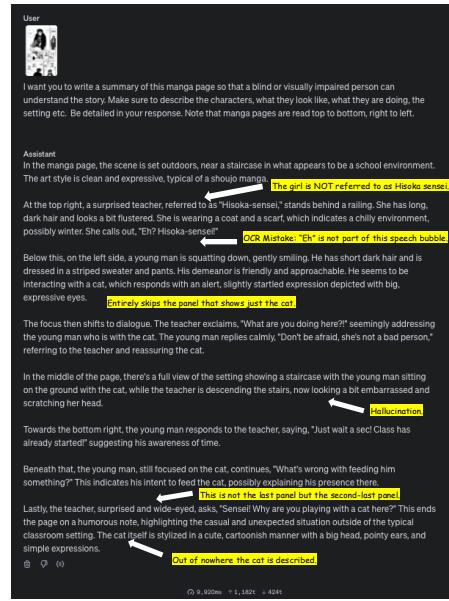 User
I want you to write a summary of this manga page so that a blind or visually impaired person can
understand the story. Make sure to describe the characters, what they look like, what they are doing, the
setting etc.  Be detailed in your response. Note that manga pages are read top to bottom, right to left.
Assistant
In the manga page, the scene is set outdoors, near a staircase in what appears to be a school environment.
The art style is clean and expressive, typical of a shoujo manga.
The girl is NOT referred to as Hisoka sensei.
At the top right, a surprised teacher, referred to as "Hisoka-sensei," stands behind a railing. She has long,
dark hair and looks a bit flustered. She is wearing a coat and a scarf, which indicates a chilly environment,
possibly winter. She calls out, "Eh? Hisoka-sensei!"
OCR Mistake: "Eh" is not part of this speech bubble.
Below this, on the left side, a young man is squatting down, gently smiling. He has short dark hair and is
dressed in a striped sweater and pants. His demeanor is friendly and approachable. He seems to be
interacting with a cat, which responds with an alert, slightly startled expression depicted with big,
expressive eyes.
Entirely skips the panel that shows just the cat.
The focus then shifts to dialogue. The teacher exclaims, "What are you doing here?!" seemingly addressing
the young man who is with the cat. The young man replies calmly, "Don't be afraid, she's not a bad person,"
referring to the teacher and reassuring the cat.
In the middle of the page, there's a full view of the setting showing a staircase with the young man sitting
on the ground with the cat, while the teacher is descending the stairs, now looking a bit embarrassed and
scratching her head.
Hallucination.
Towards the bottom right, the young man responds to the teacher, saying, "Just wait a sec! Class has
already started!" suggesting his awareness of time.
Beneath that, the young man, still focused on the cat, continues, "What's wrong with feeding him
something?" This indicates his intent to feed the cat, possibly explaining his presence there.
This is not the last panel but the second-last panel.
Lastly, the teacher, surprised and wide-eyed, asks, "Sensei! Why are you playing with a cat here?" This ends
the page on a humorous note, highlighting the casual and unexpected situation outside of the typical
classroom setting. The cat itself is stylized in a cute, cartoonish manner with a big head, pointy ears, and
simple expressions.
Out of nowhere the cat is described.
9,920ms ↑ 1,182t ↓ 424t